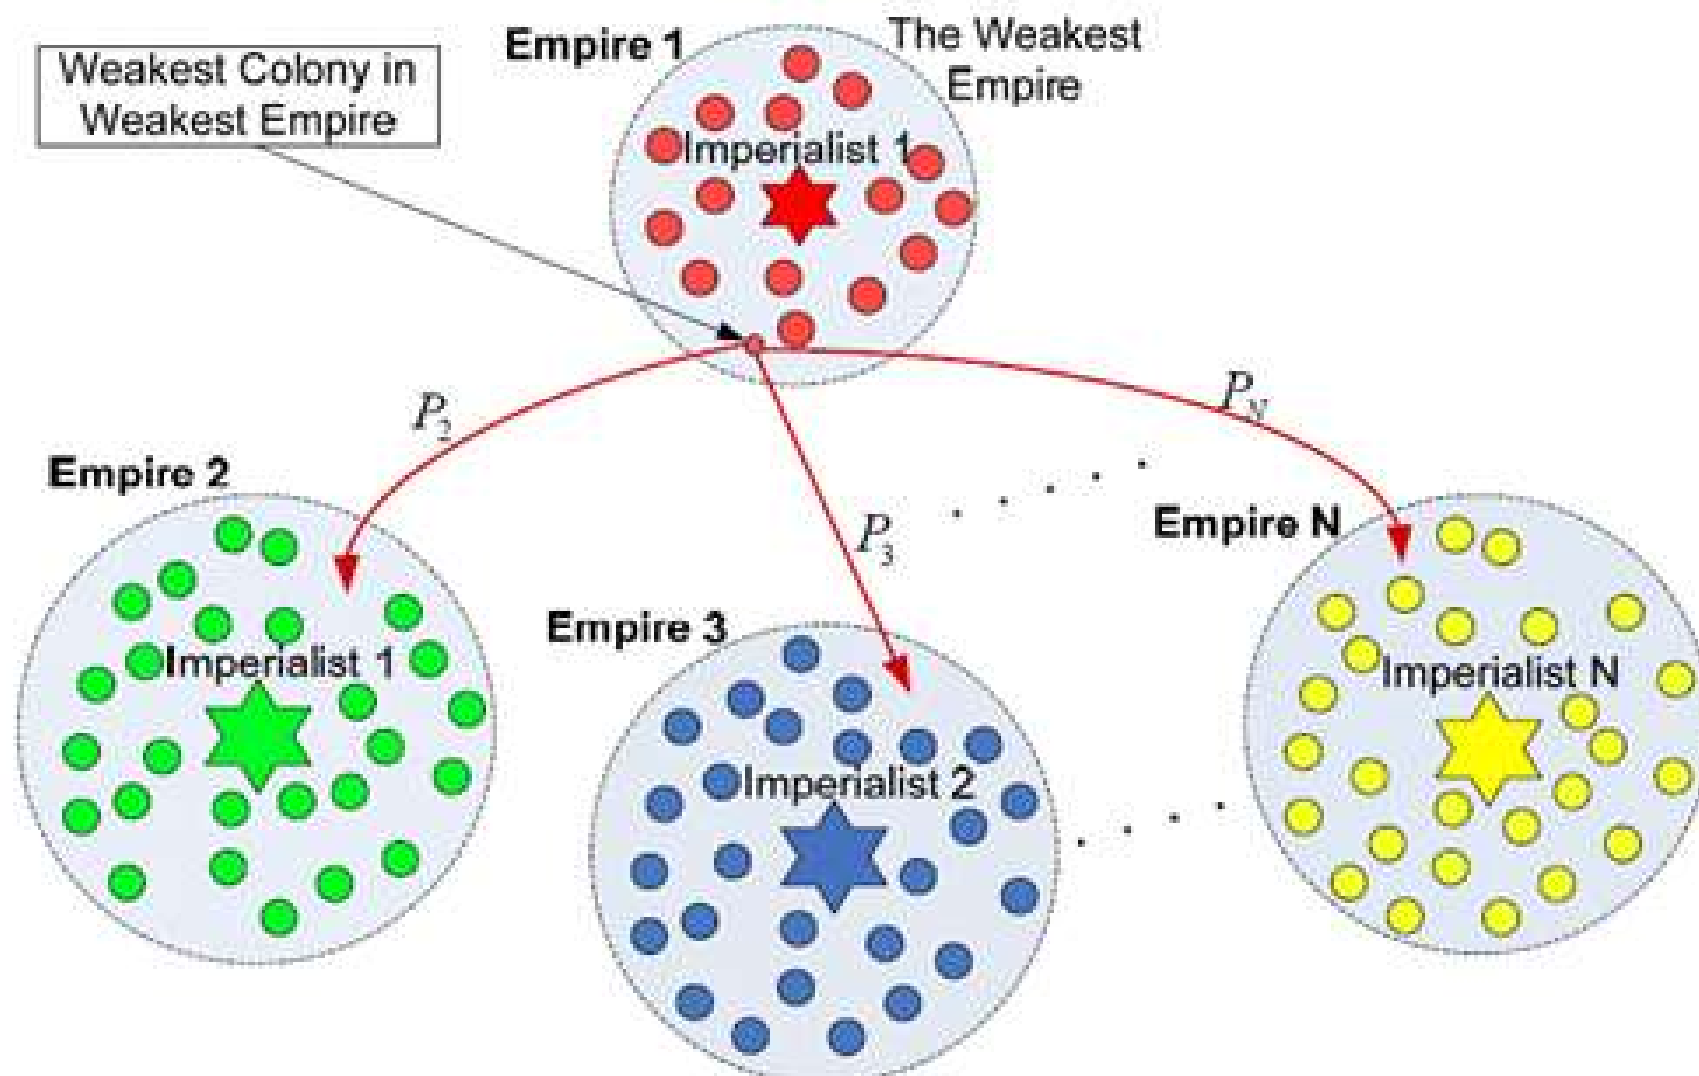 Empire 1
The Weakest
Empire
Weakest Colony in
Weakest Empire
Imperialist 1
P2
PN
P3
Empire 2
Empire N
Empire 3
Imperialist 1
Imperialist N
Imperialist 2